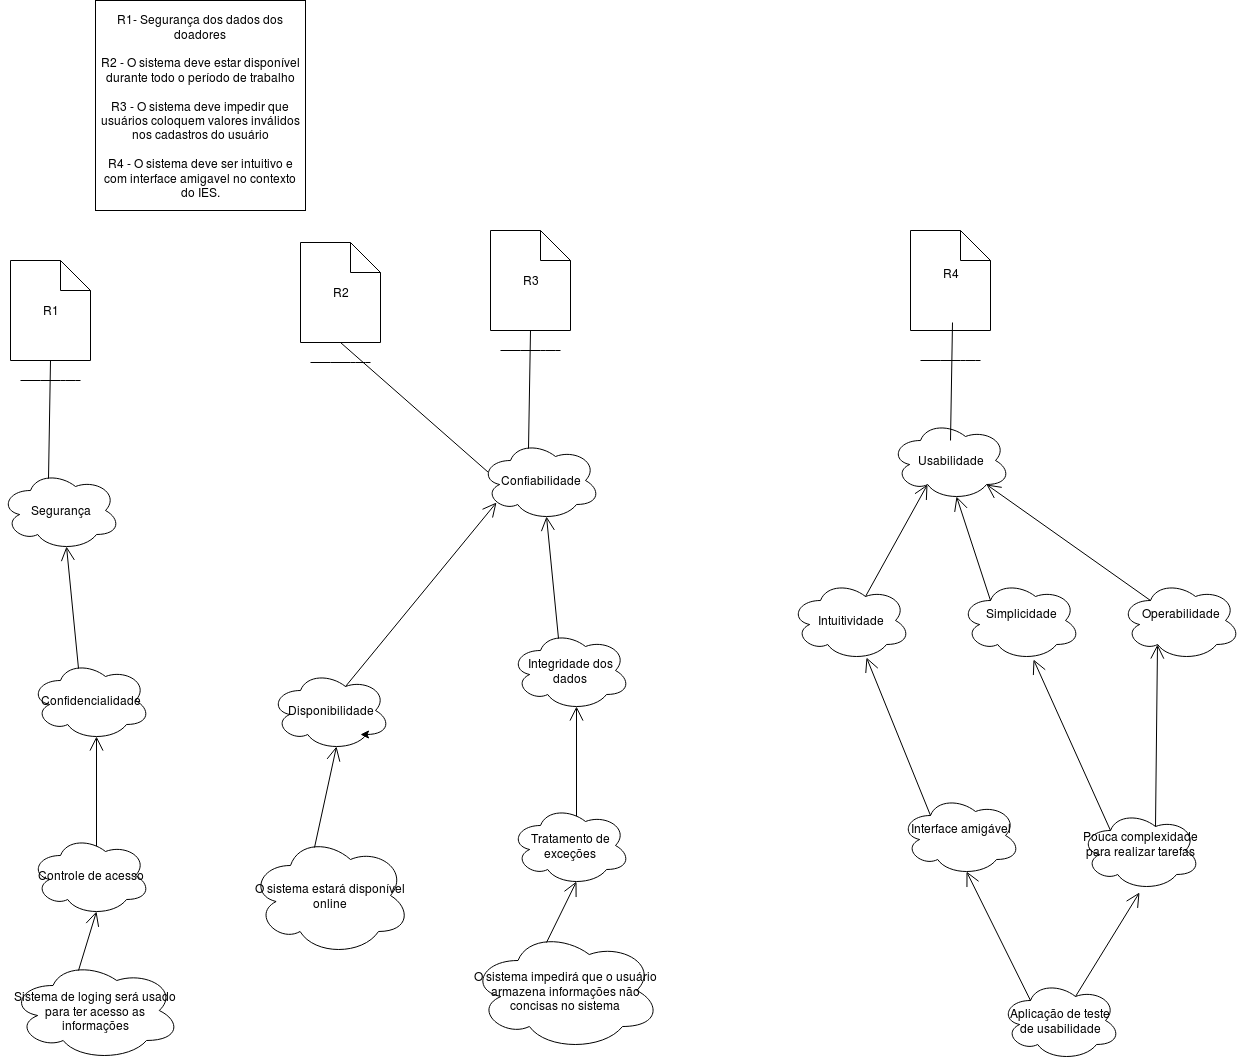 R1- Segurança dos dados dos
doadores
R2 - O sistema deve estar disponível
durante todo o período de trabalho
R3 - O sistema deve impedir que
usuários coloquem valores inválidos
nos cadastros do usuário
R4 - O sistema deve ser intuitivo e
com interface amigavel no contexto
do IES.
R1
R2
R3
R4
Segurança
Confiabilidade
Usabilidade
Confidencialidade
Disponibilidade
Integridade dos
dados
Intuitividade
Simplicidade
Operabilidade
Controle de acesso
O sistema estará disponível
online
Tratamento de
exceções
Interface amigável
Pouca complexidade
para realizar tarefas
Sistema de loging será usado
para ter acesso as
informações
O sistema impedirá que o usuário
armazena informações não
concisas no sistema
Aplicação de teste
de usabilidade